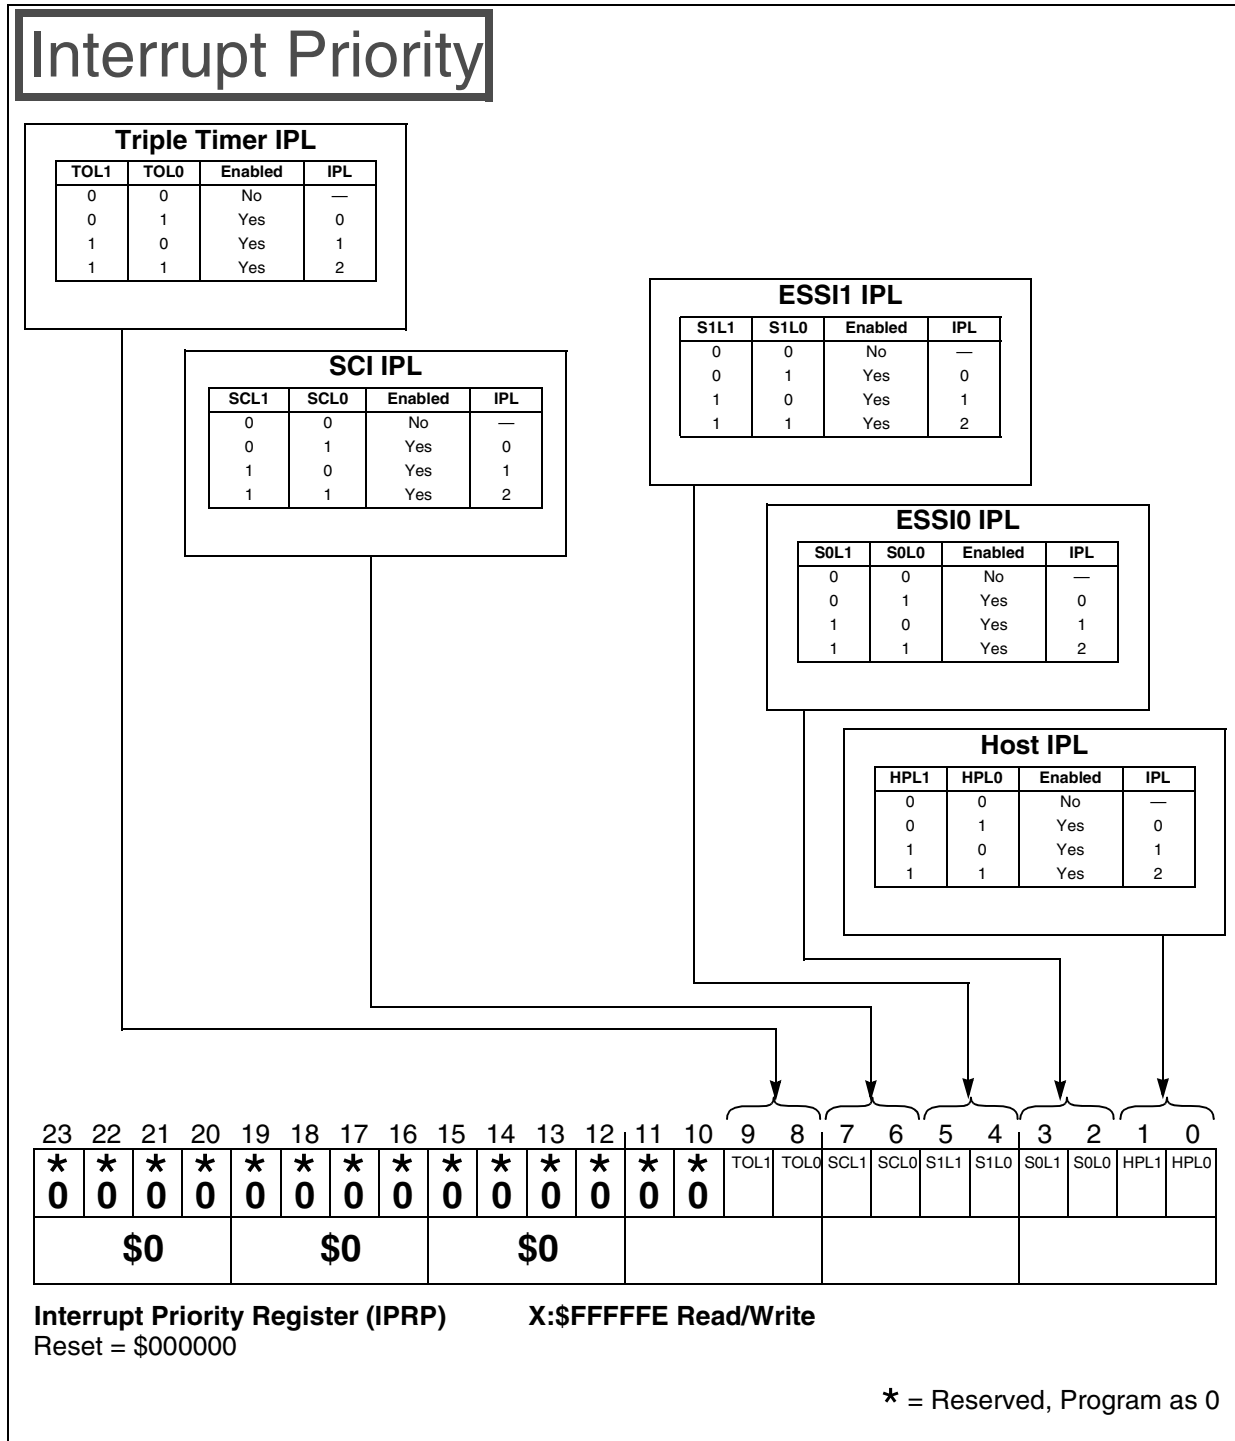 Interrupt Priority
Triple Timer IPL
TOL1 TOL0 Enabled IPL
0 0 No —
0 1 Yes 0
1 0 Yes 1
1 1 Yes 2
SCI IPL
SCL1 SCL0 Enabled IPL
0 0 No —
0 1 Yes 0
1 0 Yes 1
1 1 Yes 2
ESSI1 IPL
S1L1 S1L0 Enabled IPL
0 0 No —
0 1 Yes 0
1 0 Yes 1
1 1 Yes 2
ESSI0 IPL
S0L1 S0L0 Enabled IPL
0 0 No —
0 1 Yes 0
1 0 Yes 1
1 1 Yes 2
Host IPL
HPL1 HPL0 Enabled IPL
0 0 No —
0 1 Yes 0
1 0 Yes 1
1 1 Yes 2
23 22 21 20 19 18 17 16 15 14 13 12 11 10 9 8 7 6 5 4 3 2 1 0
* * * * * * * * * * * * * * TOL1 TOL0 SCL1 SCL0 S1L1 S1L0 S0L1 S0L0 HPL1 HPL0
0 0 0 0 0 0 0 0 0 0 0 0 0 0
$0 $0 $0
Interrupt Priority Register (IPRP) X:$FFFFFE Read/Write
Reset = $000000
* = Reserved, Program as 0